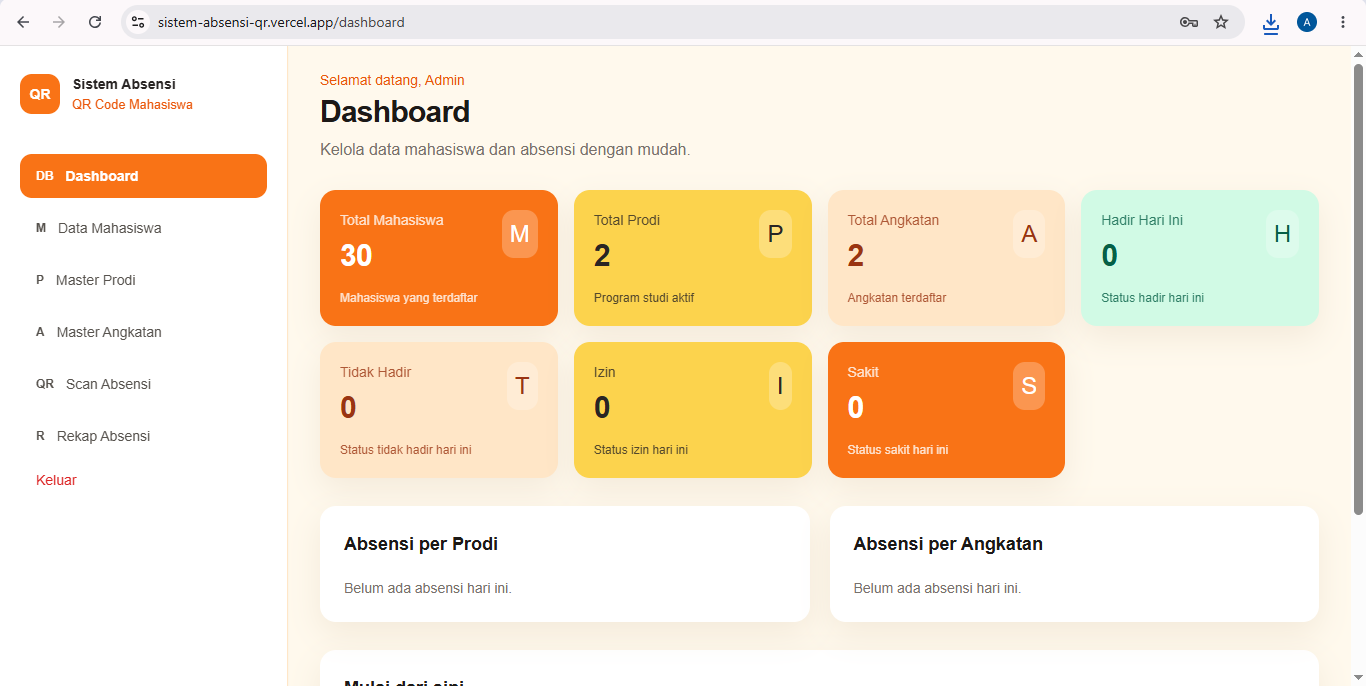 sistem-absensi-qr.vercel.app/dashboard
A
QR
Sistem Absensi
QR Code Mahasiswa
DB Dashboard
M Data Mahasiswa
P Master Prodi
A Master Angkatan
QR Scan Absensi
R Rekap Absensi
Keluar
Selamat datang, Admin
Dashboard
Kelola data mahasiswa dan absensi dengan mudah.
Total Mahasiswa
M
30
Mahasiswa yang terdaftar
Total Prodi
P
2
Program studi aktif
Total Angkatan
A
2
Angkatan terdaftar
Hadir Hari Ini
H
0
Status hadir hari ini
Tidak Hadir
T
0
Status tidak hadir hari ini
Izin
I
0
Status izin hari ini
Sakit
S
0
Status sakit hari ini
Absensi per Prodi
Belum ada absensi hari ini.
Absensi per Angkatan
Belum ada absensi hari ini.
Mulai dari sini